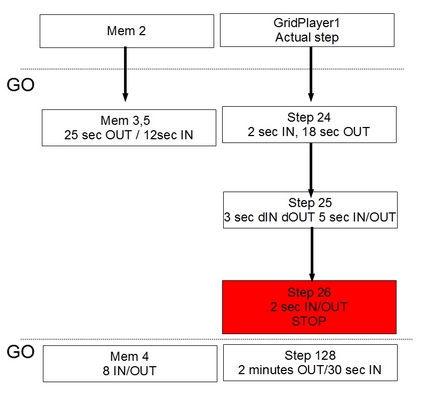 Mem 2
GridPlayer1
Actual step
GO
Mem 3,5
25 sec OUT / 12sec IN
Step 24
2 sec IN, 18 sec OUT
Step 25
3 sec dIN dOUT 5 sec IN/OUT
Step 26
2 sec IN/OUT
STOP
GO
Mem 4
8 IN/OUT
Step 128
2 minutes OUT/30 sec IN